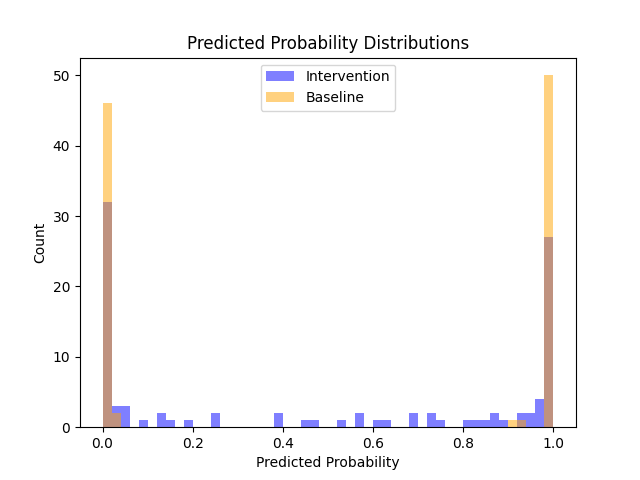 Predicted Probability Distributions
Intervention
Baseline
Count
50
40
30
20
10
0
0.0 0.2 0.4 0.6 0.8 1.0
Predicted Probability